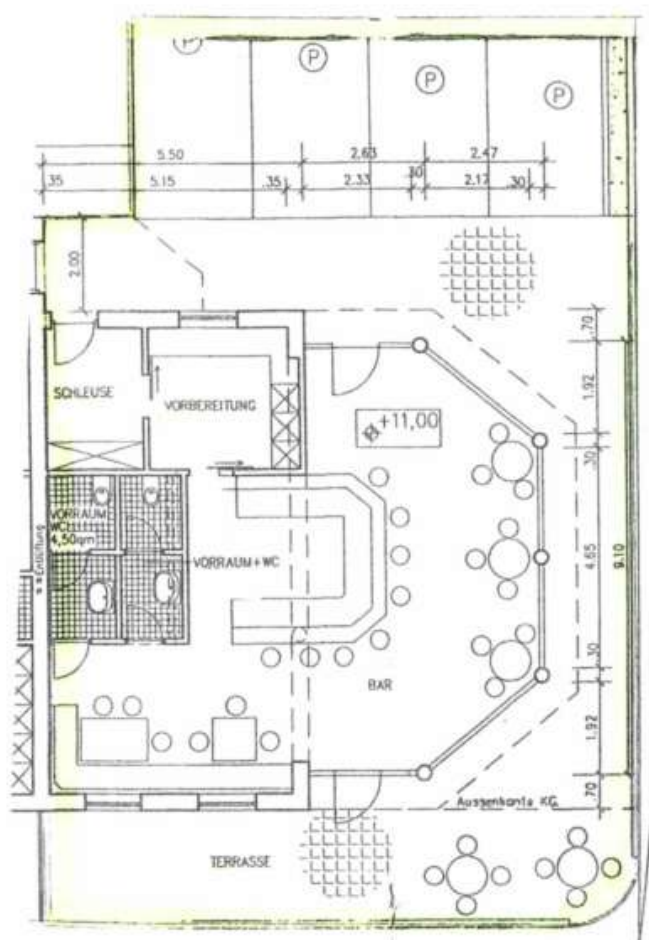 P
P
P
P
5.50
2.63
2.47
.35
5.15
.35
2.33
.30
2.17
.30
2.00
.70
SCHLEUSE
VORBEREITUNG
+11,00
1.92
.30
VORRAUM
WC
4,50qm
VORRAUM+WC
4.65
9.10
.30
BAR
1.92
.70
Aussenkante KG
TERRASSE